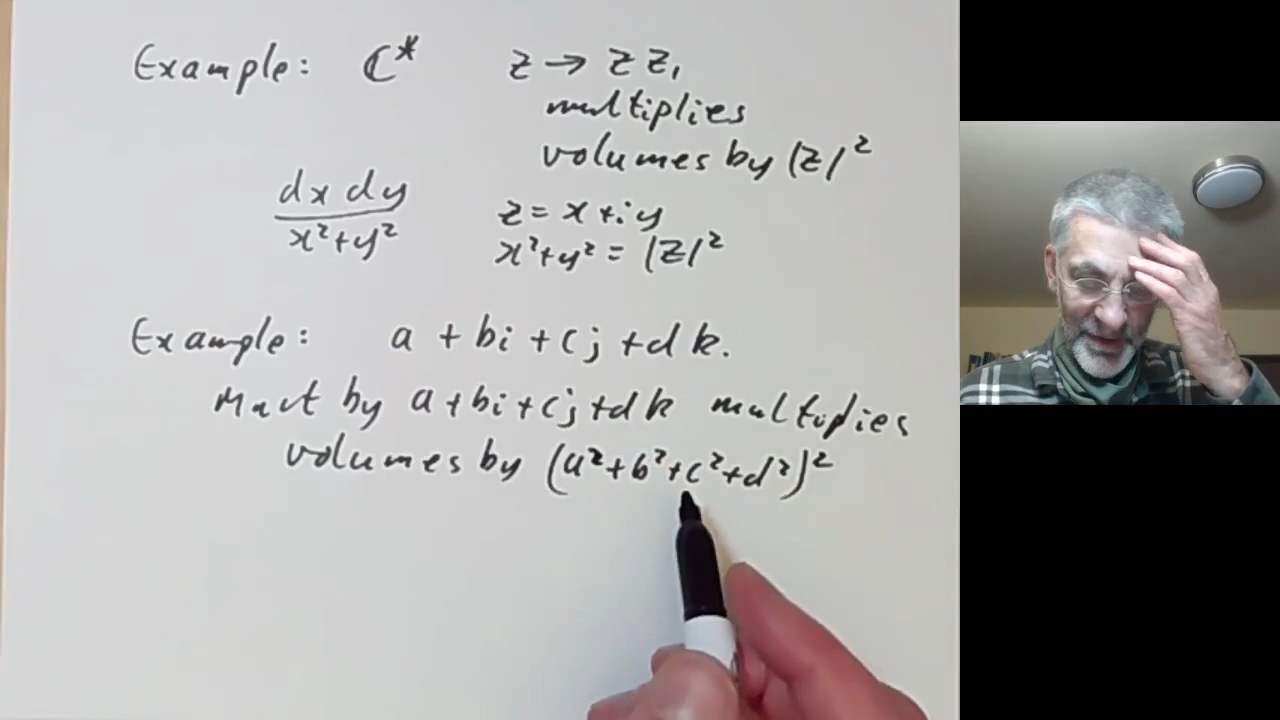 Example: ℂ* z → z z₁
multiplies
volumes by |z|²
dx dy
x²+y²
z = x+iy
x²+y² = |z|²
Example: a + bi + cj + dk.
Mult by a+bi+cj+dk multiplies
volumes by (a²+b²+c²+d²)²